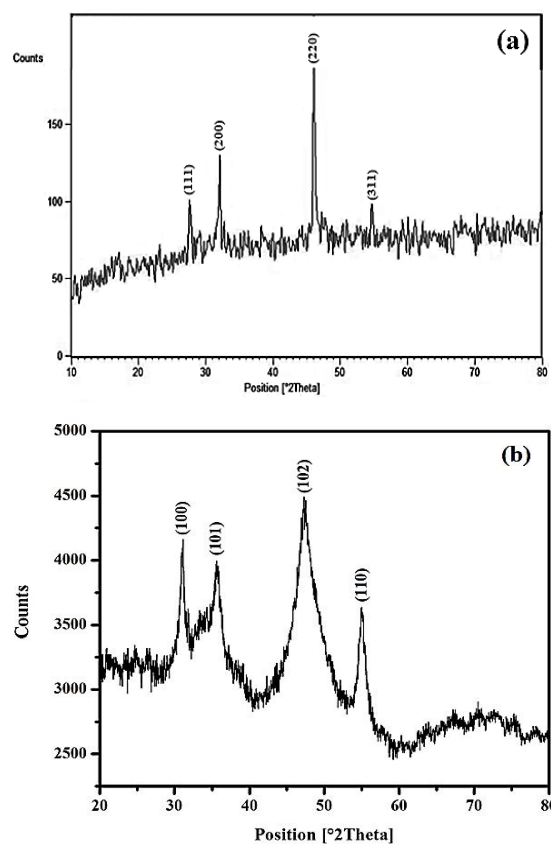 (a)
Counts
(220)
150
(200)
(111)
(311)
100
50
0
10 20 30 40 50 60 70 80
Position [°2Theta]
5000
(b)
(102)
4500
(100)
(101)
4000
(110)
3500
Counts
3000
2500
20 30 40 50 60 70 80
Position [°2Theta]